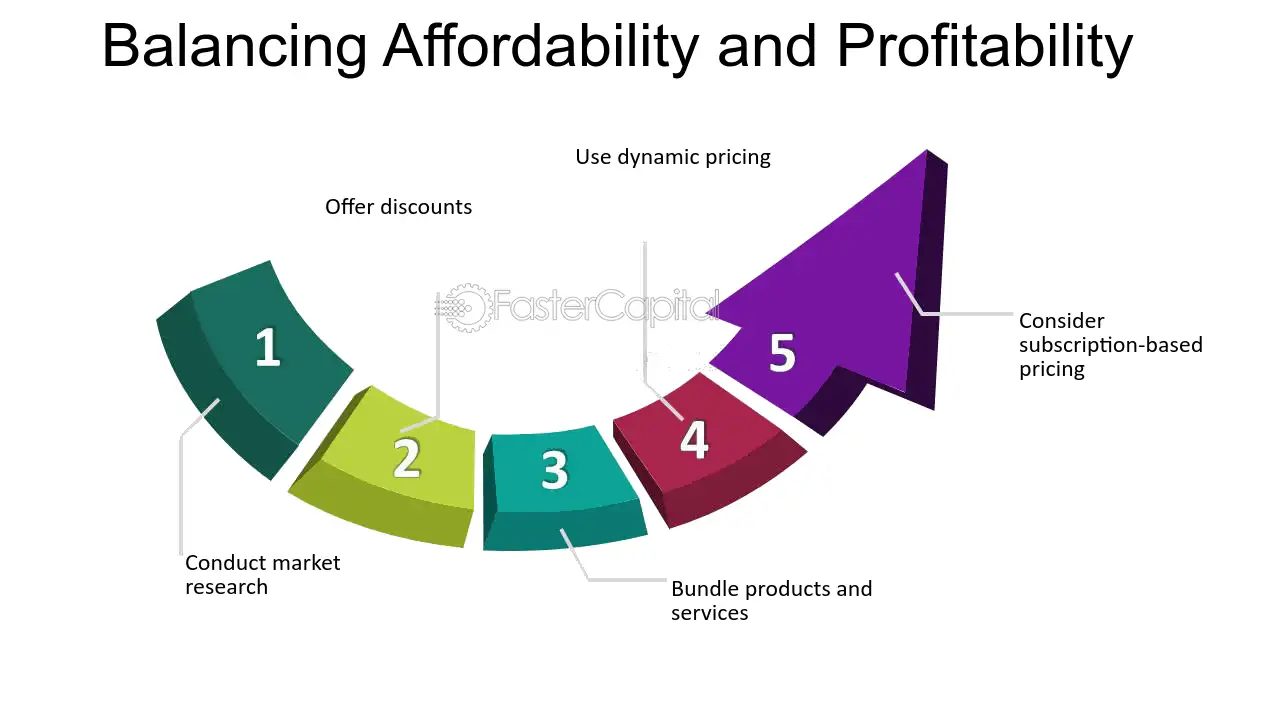 Balancing Affordability and Profitability
Use dynamic pricing
Offer discounts
FasterCapital
1
5
Consider
subscription-based
pricing
4
2
3
Conduct market
research
Bundle products and
services